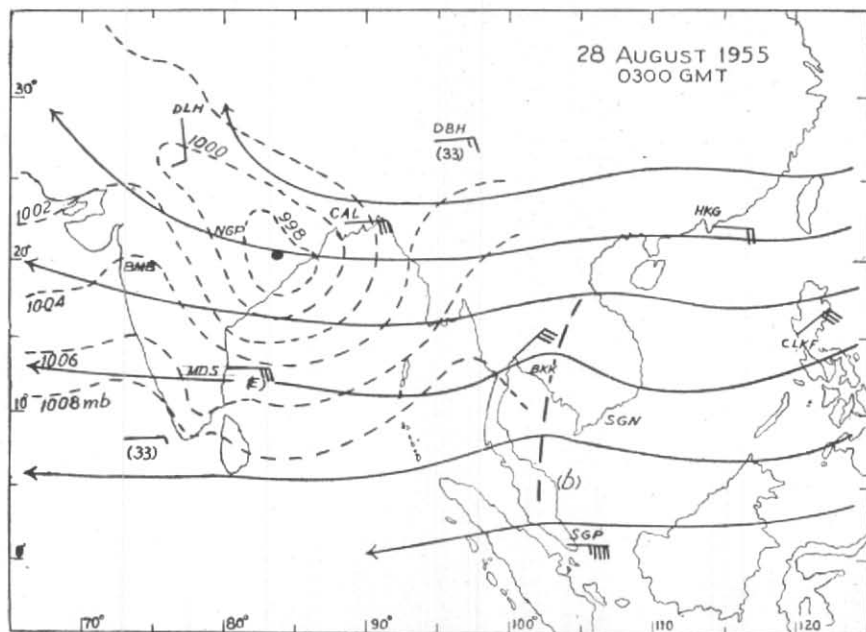 28 AUGUST 1955
0300 GMT
30°
DLH
1000
DBH
(33)
1002
NGP
998
CAL
HKG
20°
BMB
1004
CLKF
1006
MDS
(E)
BKK
1008 mb
10°
SGN
(33)
(b)
SGP
0°
70°
80°
90°
100°
110°
120